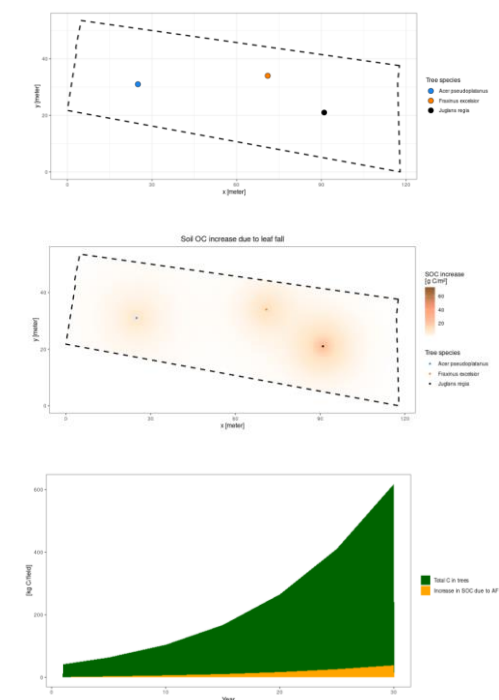 40
20
0
y [meter]
0
30
60
90
120
x [meter]
Tree species
Acer pseudoplatanus
Fraxinus excelsior
Juglans regia
Soil OC increase due to leaf fall
40
20
0
y [meter]
0
30
60
90
120
x [meter]
SOC increase
[g C/m²]
60
40
20
Tree species
Acer pseudoplatanus
Fraxinus excelsior
Juglans regia
600
400
200
0
[kg C/field]
0
10
20
30
Year
Total C in trees
Increase in SOC due to AF